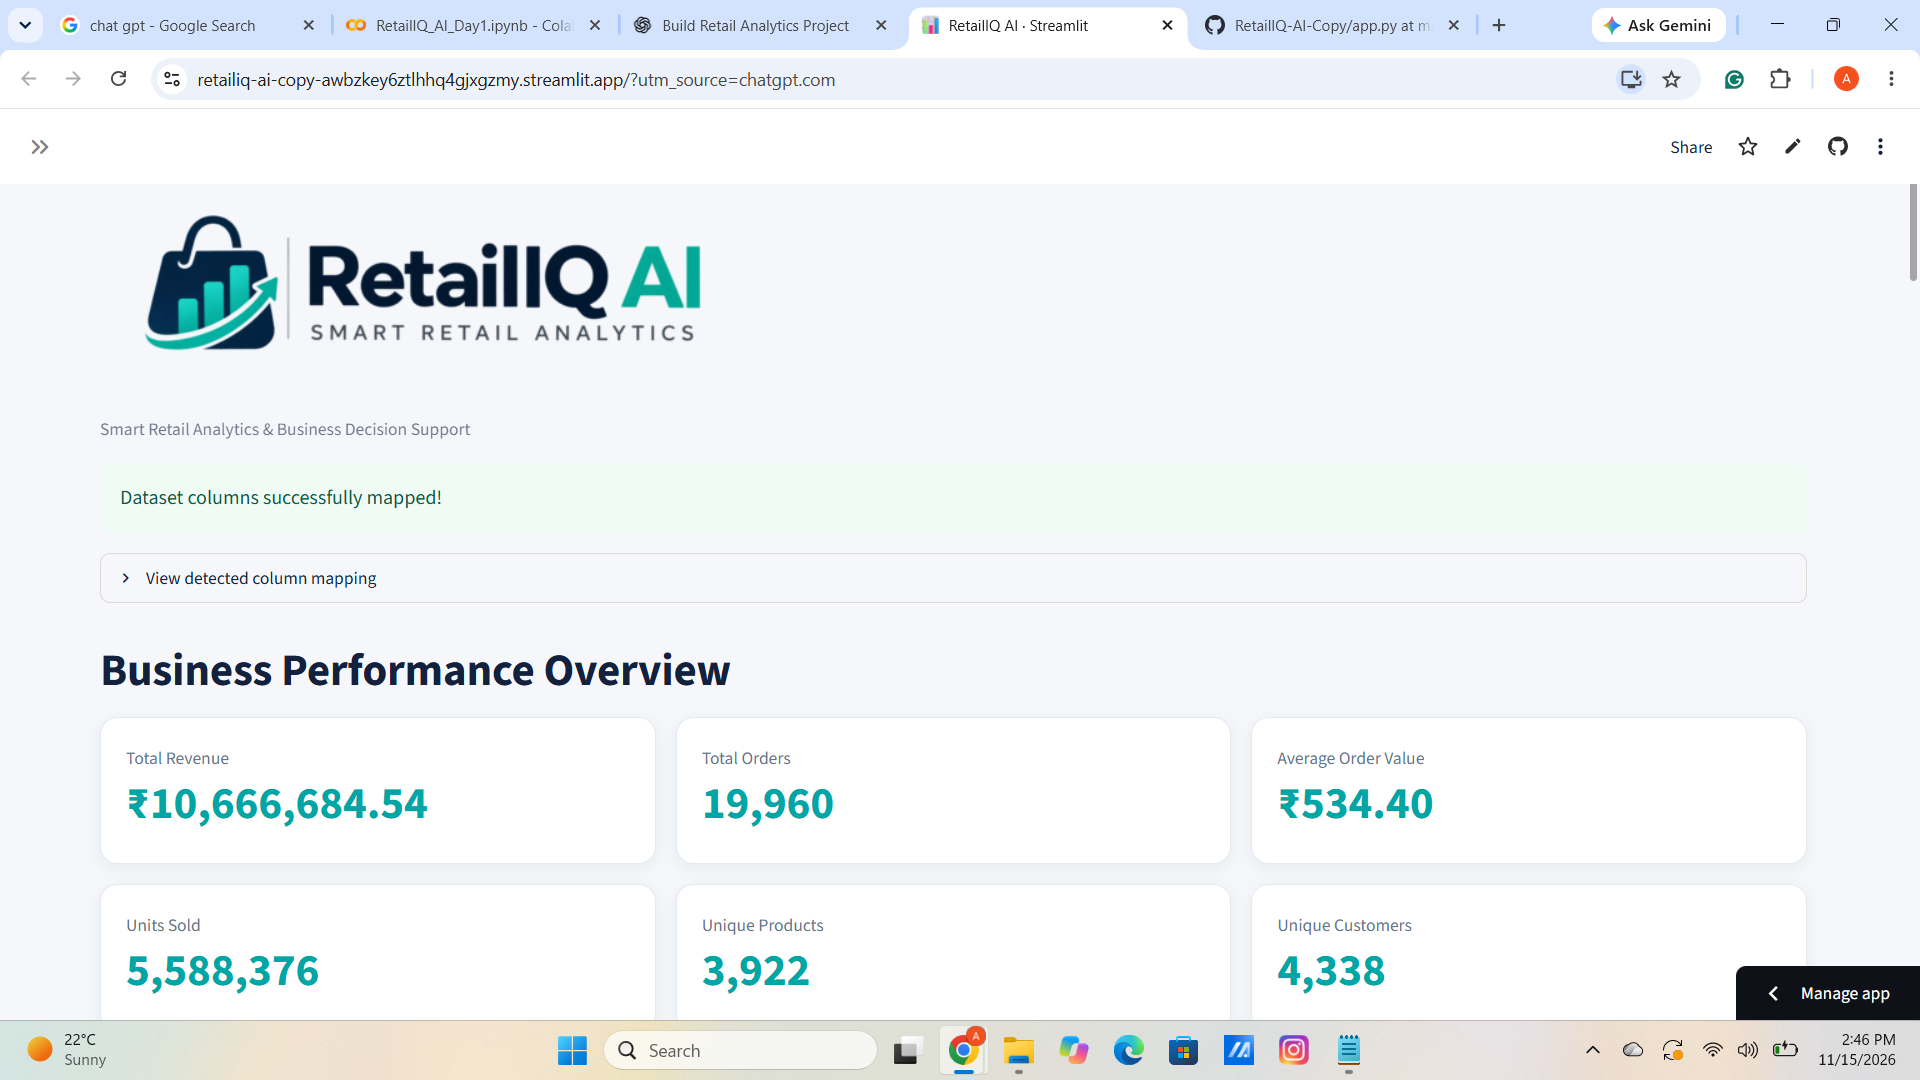 chat gpt - Google Search
RetailIQ_AI_Day1.ipynb - Cola
Build Retail Analytics Project
RetailIQ AI · Streamlit
RetailIQ-AI-Copy/app.py at m
Ask Gemini
retailiq-ai-copy-awbzkey6ztlhhq4gjxgzmy.streamlit.app/?utm_source=chatgpt.com
A
Share
RetailIQ AI
SMART RETAIL ANALYTICS
Smart Retail Analytics & Business Decision Support
Dataset columns successfully mapped!
View detected column mapping
Business Performance Overview
Total Revenue
₹10,666,684.54
Total Orders
19,960
Average Order Value
₹534.40
Units Sold
5,588,376
Unique Products
3,922
Unique Customers
4,338
Manage app
22°C
Sunny
Search
A
2:46 PM
11/15/2026